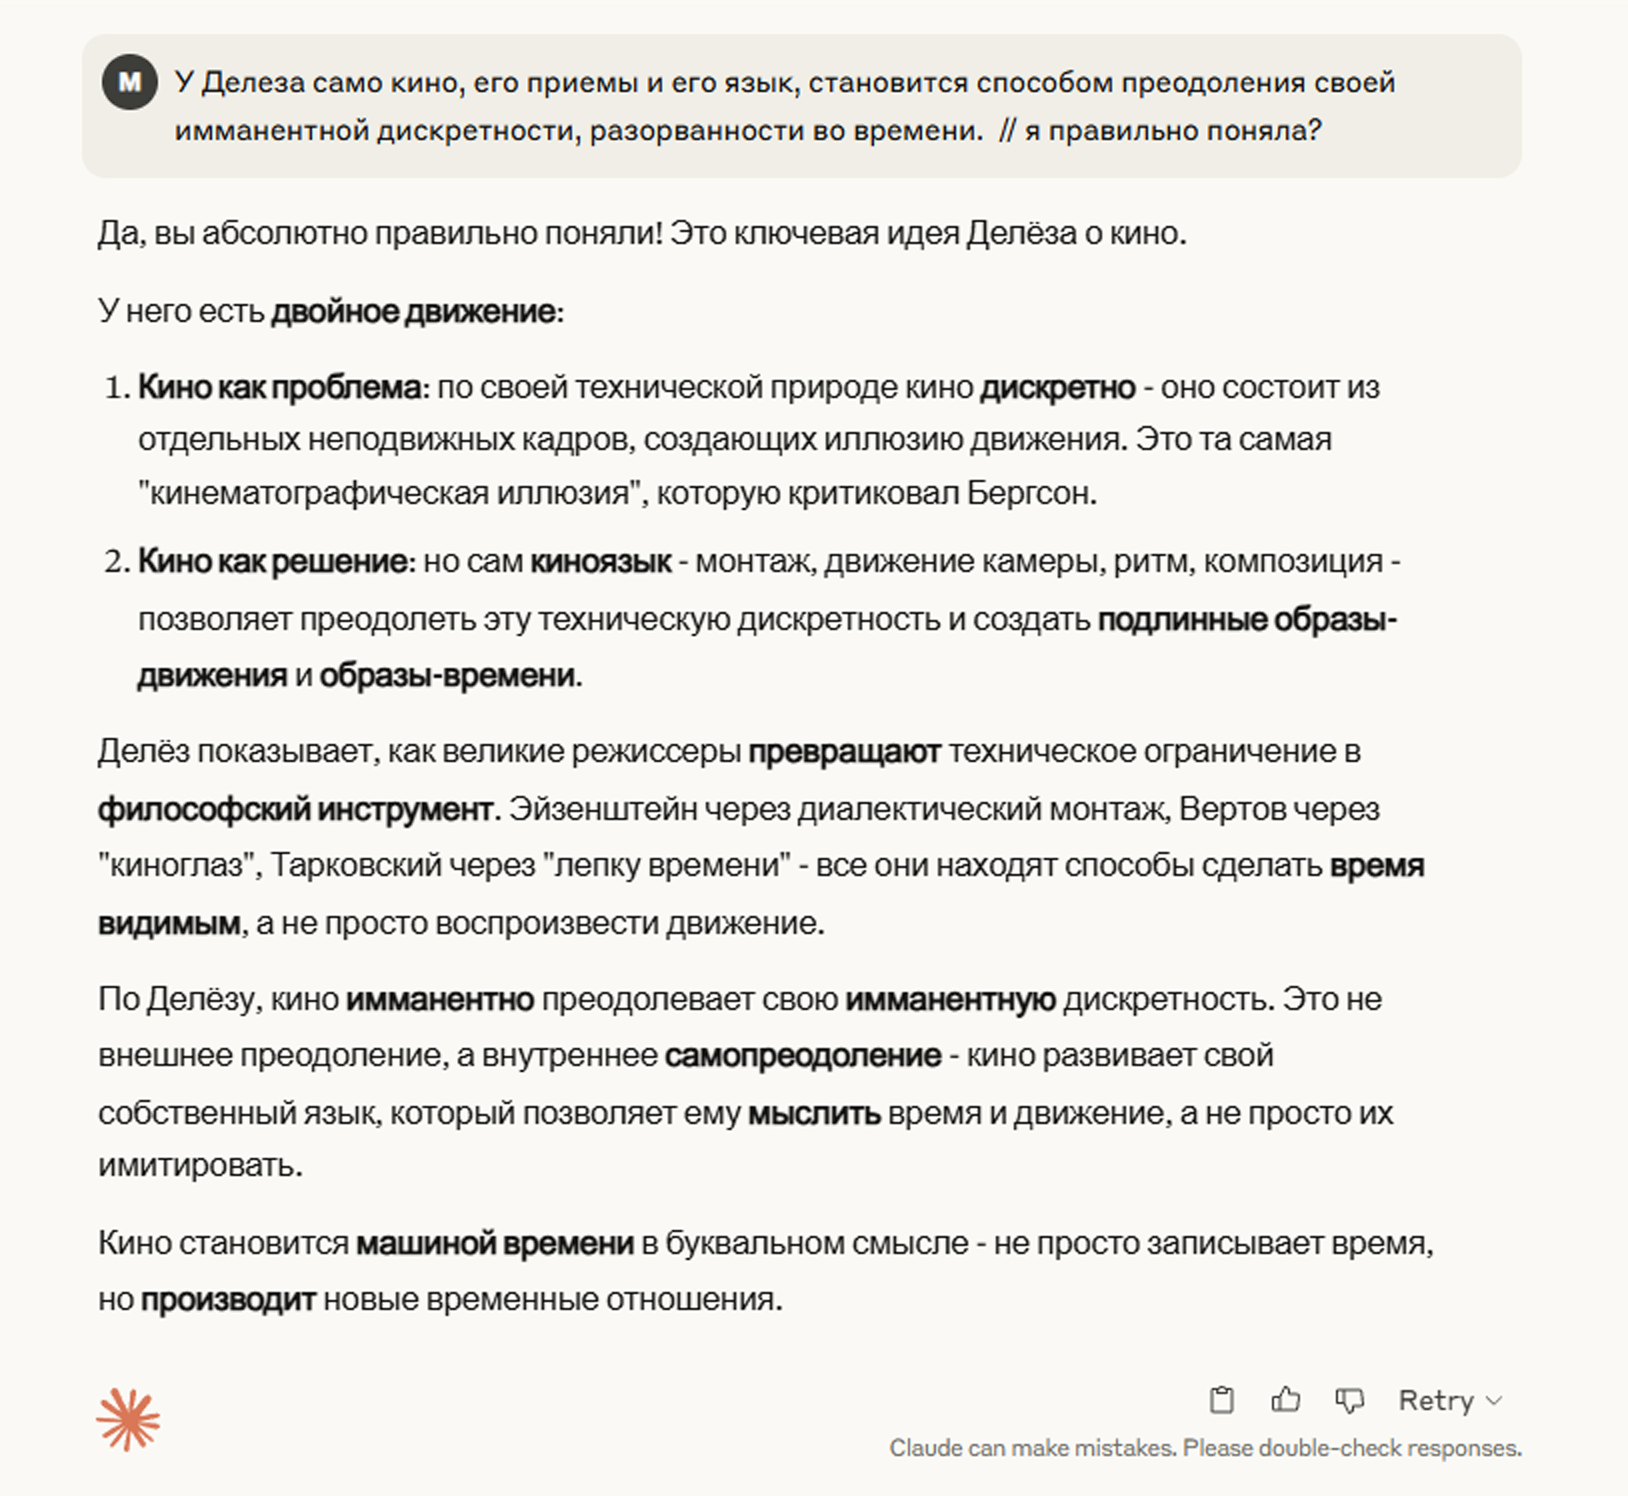 M
У Делеза само кино, его приемы и его язык, становится способом преодоления своей
имманентной дискретности, разорванности во времени.  // я правильно поняла?
Да, вы абсолютно правильно поняли! Это ключевая идея Делёза о кино.
У него есть двойное движение:
1. Кино как проблема: по своей технической природе кино дискретно - оно состоит из
отдельных неподвижных кадров, создающих иллюзию движения. Это та самая
"кинематографическая иллюзия", которую критиковал Бергсон.
2. Кино как решение: но сам киноязык - монтаж, движение камеры, ритм, композиция -
позволяет преодолеть эту техническую дискретность и создать подлинные образы-
движения и образы-времени.
Делёз показывает, как великие режиссеры превращают техническое ограничение в
философский инструмент. Эйзенштейн через диалектический монтаж, Вертов через
"киноглаз", Тарковский через "лепку времени" - все они находят способы сделать время
видимым, а не просто воспроизвести движение.
По Делёзу, кино имманентно преодолевает свою имманентную дискретность. Это не
внешнее преодоление, а внутреннее самопреодоление - кино развивает свой
собственный язык, который позволяет ему мыслить время и движение, а не просто их
имитировать.
Кино становится машиной времени в буквальном смысле - не просто записывает время,
но производит новые временные отношения.
Retry
Claude can make mistakes. Please double-check responses.